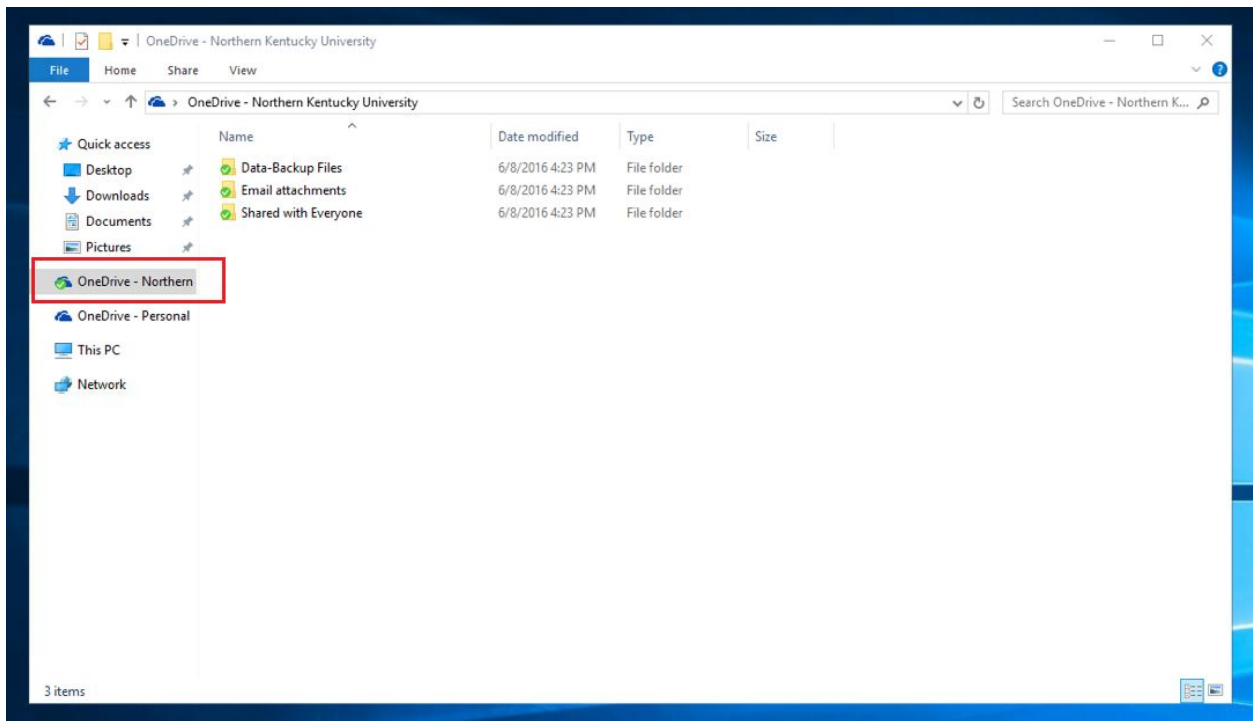 OneDrive - Northern Kentucky University
File Home Share View
OneDrive - Northern Kentucky University Search OneDrive - Northern K...
Name Date modified Type Size
Quick access
Desktop
Downloads
Documents
Pictures
OneDrive - Northern
OneDrive - Personal
This PC
Network
Data-Backup Files 6/8/2016 4:23 PM File folder
Email attachments 6/8/2016 4:23 PM File folder
Shared with Everyone 6/8/2016 4:23 PM File folder
3 items